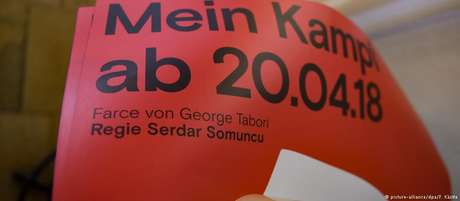 Mein Kampf
ab 20.04.18
Farce von George Tabori
Regie Serdar Somuncu